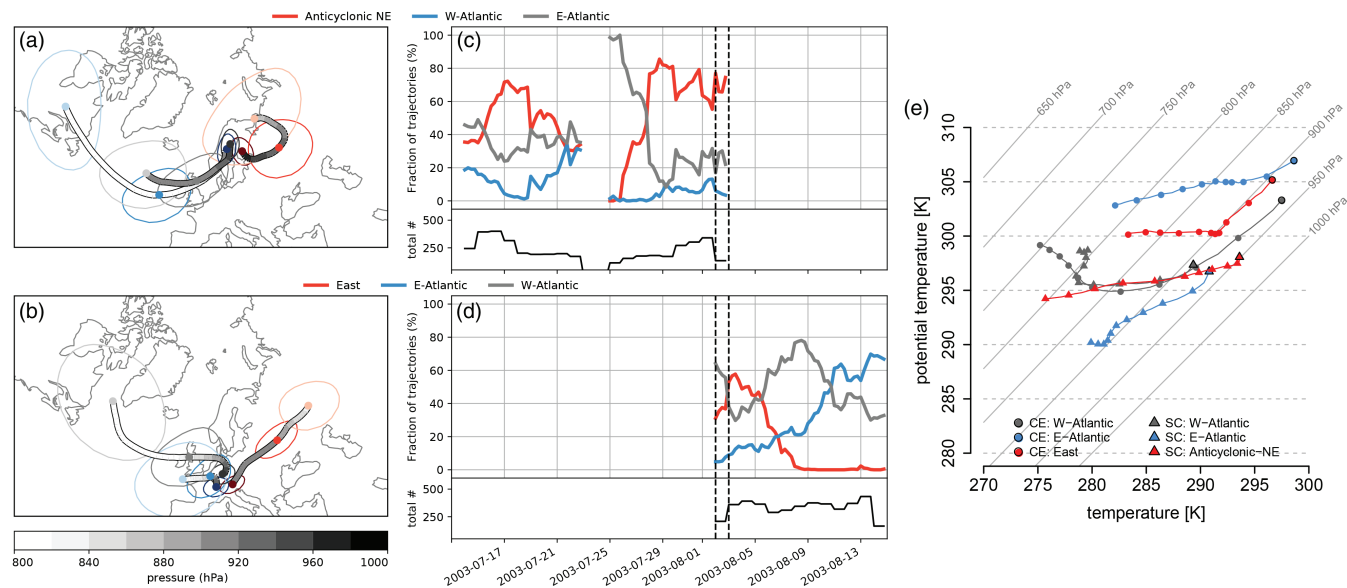 Anticyclonic NE W-Atlantic E-Atlantic
(a)
(c)
Fraction of trajectories (%)
100
80
60
40
20
0
total #
500
250
East E-Atlantic W-Atlantic
(b)
(d)
Fraction of trajectories (%)
100
80
60
40
20
0
total #
500
250
2003-07-17 2003-07-21 2003-07-25 2003-07-29 2003-08-01 2003-08-05 2003-08-09 2003-08-13
800 840 880 920 960 1000
pressure (hPa)
(e)
650 hPa
700 hPa
750 hPa
800 hPa
850 hPa
900 hPa
950 hPa
1000 hPa
potential temperature [K]
310
305
300
295
290
285
280
CE: W−Atlantic SC: W−Atlantic
CE: E−Atlantic SC: E−Atlantic
CE: East SC: Anticyclonic−NE
270 275 280 285 290 295 300
temperature [K]